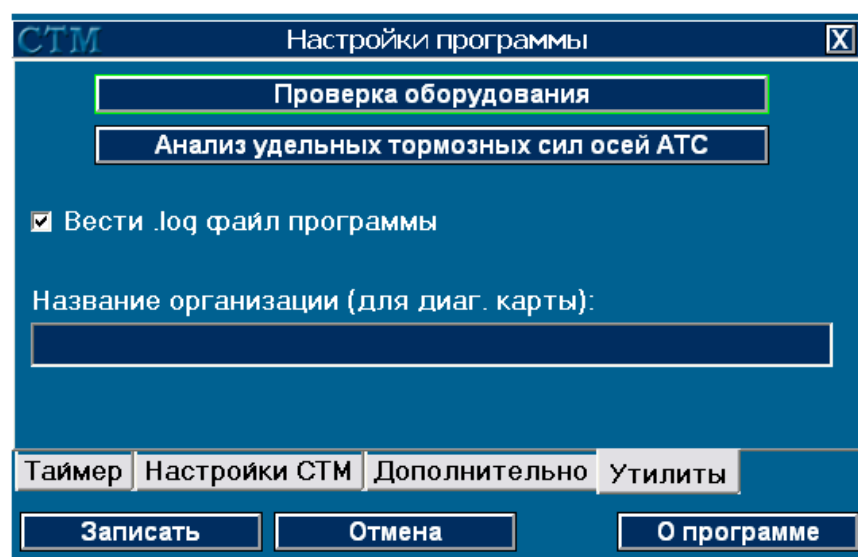 СТМ Настройки программы X
Проверка оборудования
Анализ удельных тормозных сил осей АТС
Вести .log файл программы
Название организации (для диаг. карты):
Таймер Настройки СТМ Дополнительно Утилиты
Записать Отмена О программе